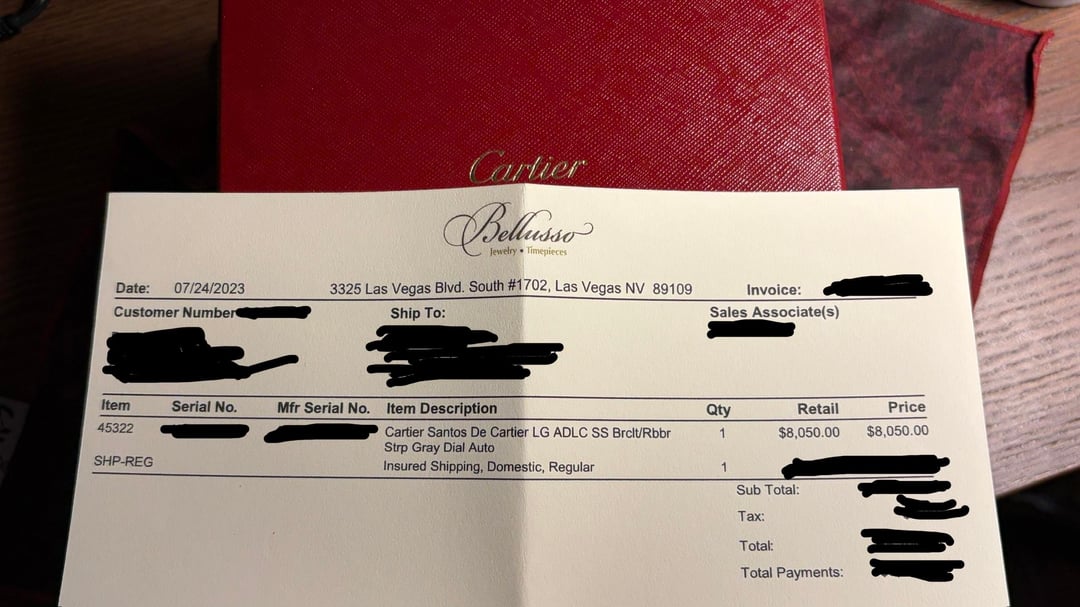 Cartier
Bellusso
Jewelry • Timepieces
Date: 07/24/2023 3325 Las Vegas Blvd. South #1702, Las Vegas NV 89109 Invoice:
Customer Number Ship To: Sales Associate(s)
Item Serial No. Mfr Serial No. Item Description Qty Retail Price
45322 Cartier Santos De Cartier LG ADLC SS Brclt/Rbbr 1 $8,050.00 $8,050.00
Strp Gray Dial Auto
SHP-REG Insured Shipping, Domestic, Regular 1
Sub Total:
Tax:
Total:
Total Payments: